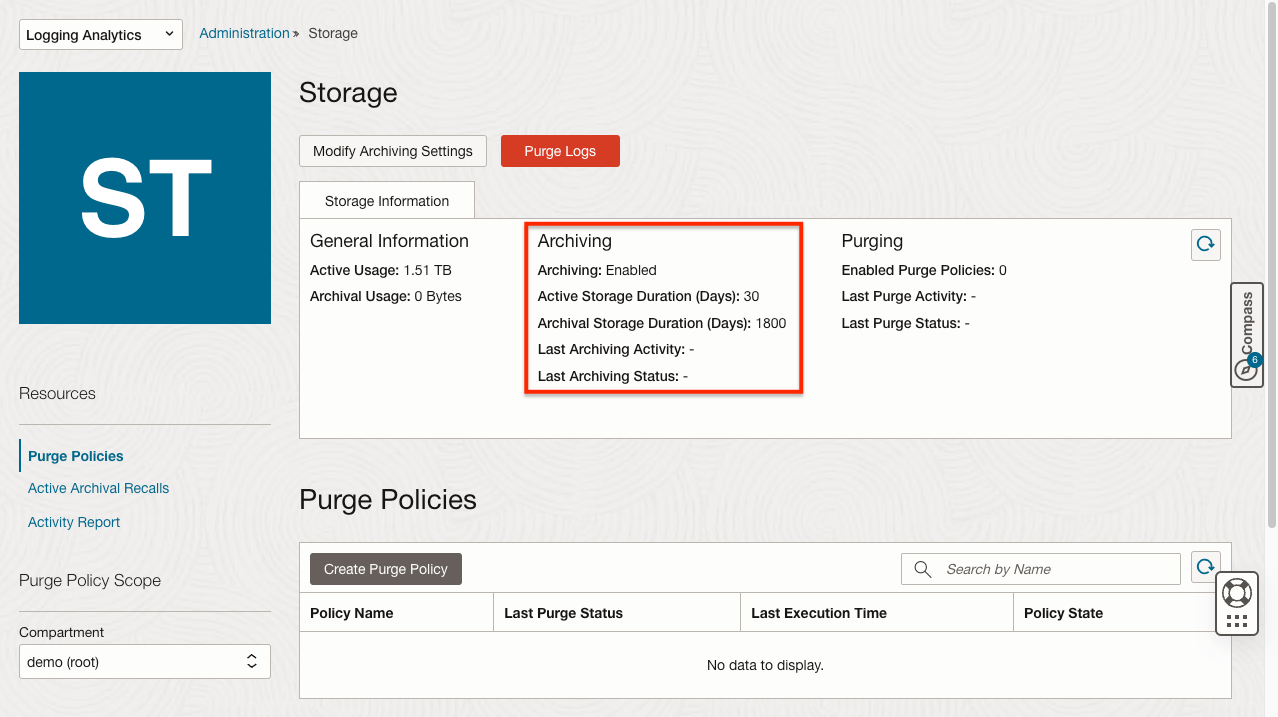 Logging Analytics
Administration » Storage
ST
Storage
Modify Archiving Settings
Purge Logs
Storage Information
General Information
Active Usage: 1.51 TB
Archival Usage: 0 Bytes
Archiving
Archiving: Enabled
Active Storage Duration (Days): 30
Archival Storage Duration (Days): 1800
Last Archiving Activity: -
Last Archiving Status: -
Purging
Enabled Purge Policies: 0
Last Purge Activity: -
Last Purge Status: -
Compass
6
Resources
Purge Policies
Active Archival Recalls
Activity Report
Purge Policy Scope
Compartment
demo (root)
Purge Policies
Create Purge Policy
Search by Name
Policy Name Last Purge Status Last Execution Time Policy State
No data to display.